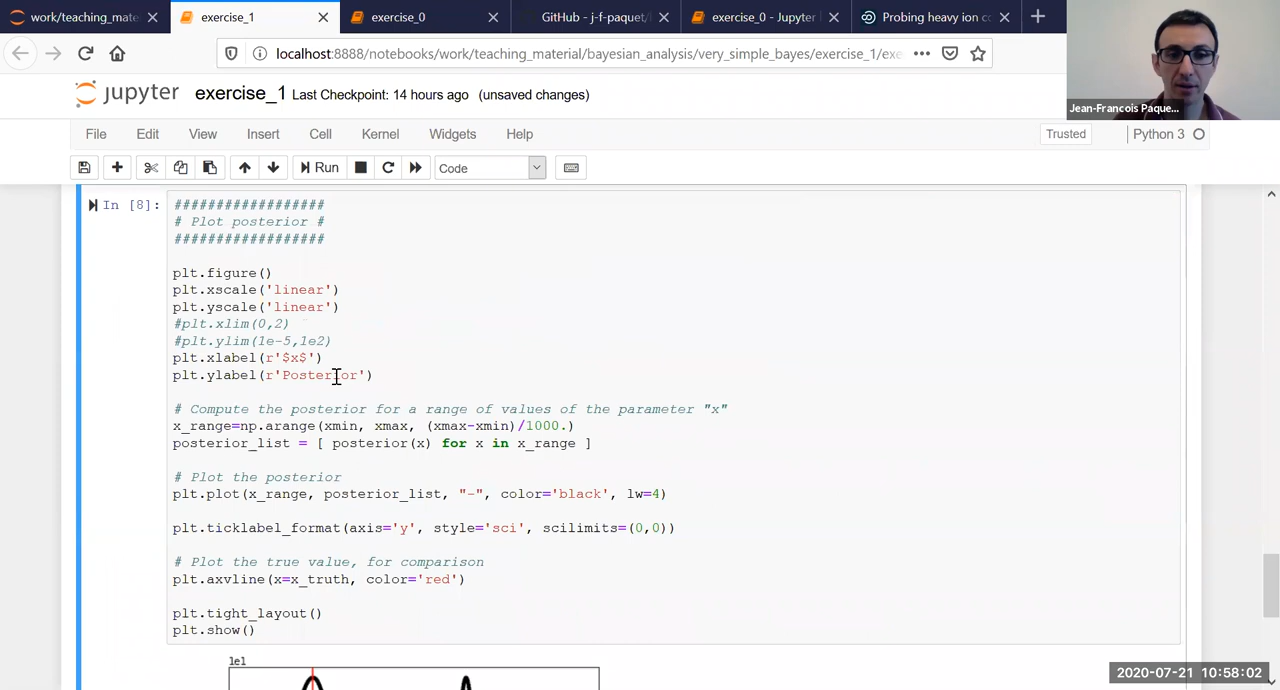 work/teaching_mate
exercise_1
exercise_0
GitHub - j-f-paquet/
exercise_0 - Jupyter
Probing heavy ion co
localhost:8888/notebooks/work/teaching_material/bayesian_analysis/very_simple_bayes/exercise_1/exe
Jean-Francois Paque...
jupyter exercise_1 Last Checkpoint: 14 hours ago (unsaved changes)
File Edit View Insert Cell Kernel Widgets Help Trusted Python 3
Run Code
In [8]:
##################
# Plot posterior #
##################
plt.figure()
plt.xscale('linear')
plt.yscale('linear')
#plt.xlim(0,2)
#plt.ylim(1e-5,1e2)
plt.xlabel(r'$x$')
plt.ylabel(r'Posterior')
# Compute the posterior for a range of values of the parameter "x"
x_range=np.arange(xmin, xmax, (xmax-xmin)/1000.)
posterior_list = [ posterior(x) for x in x_range ]
# Plot the posterior
plt.plot(x_range, posterior_list, "-", color='black', lw=4)
plt.ticklabel_format(axis='y', style='sci', scilimits=(0,0))
# Plot the true value, for comparison
plt.axvline(x=x_truth, color='red')
plt.tight_layout()
plt.show()
1e1
2020-07-21 10:58:02